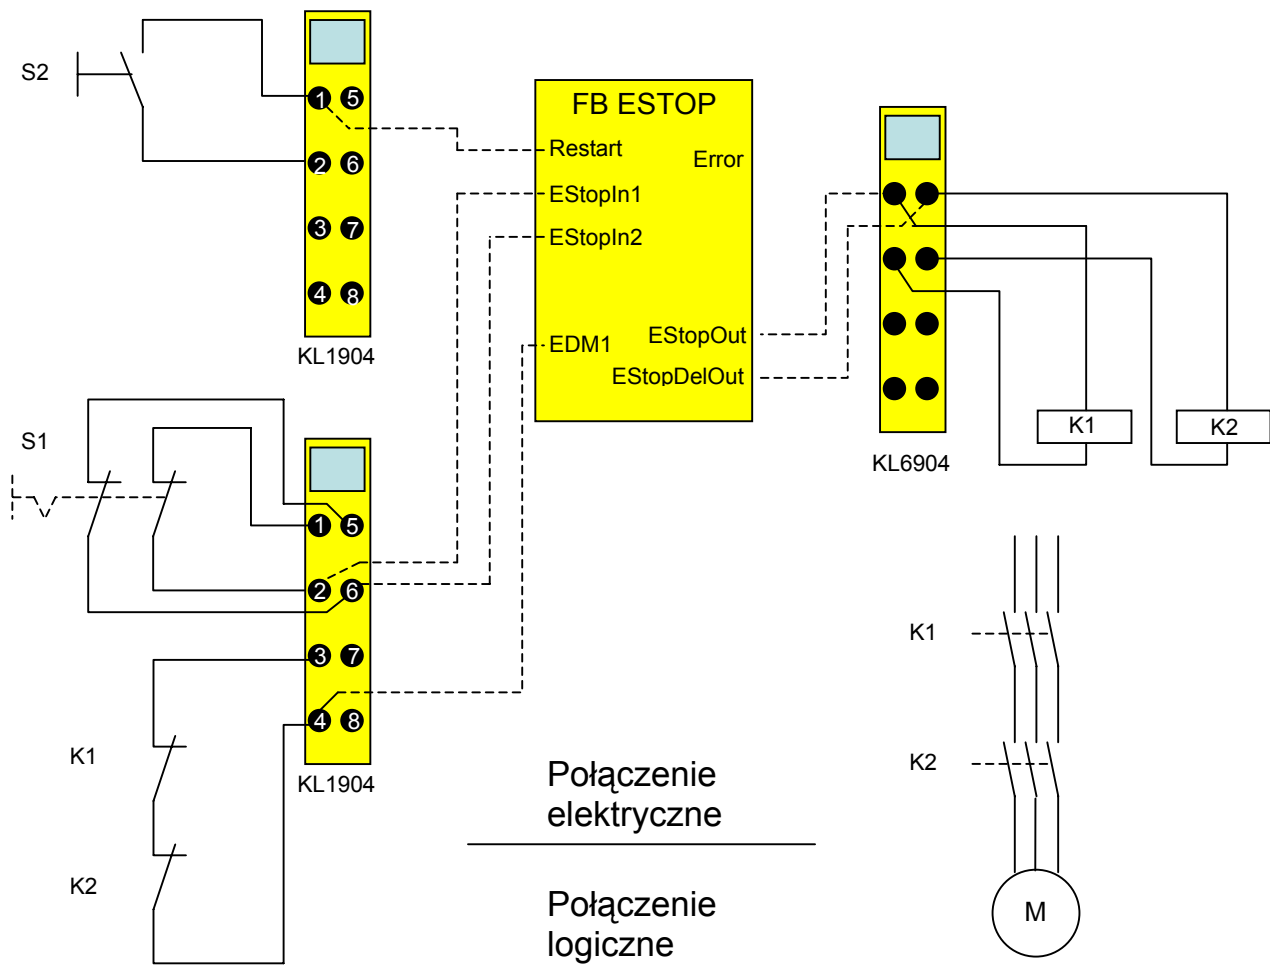 S2
1 5
2 6
3 7
4 8
KL1904
FB ESTOP
Restart
Error
EStopIn1
EStopIn2
EDM1
EStopOut
EStopDelOut
KL6904
K1
K2
S1
1 5
2 6
3 7
4 8
KL1904
K1
K2
Połączenie
elektryczne
Połączenie
logiczne
K1
K2
M